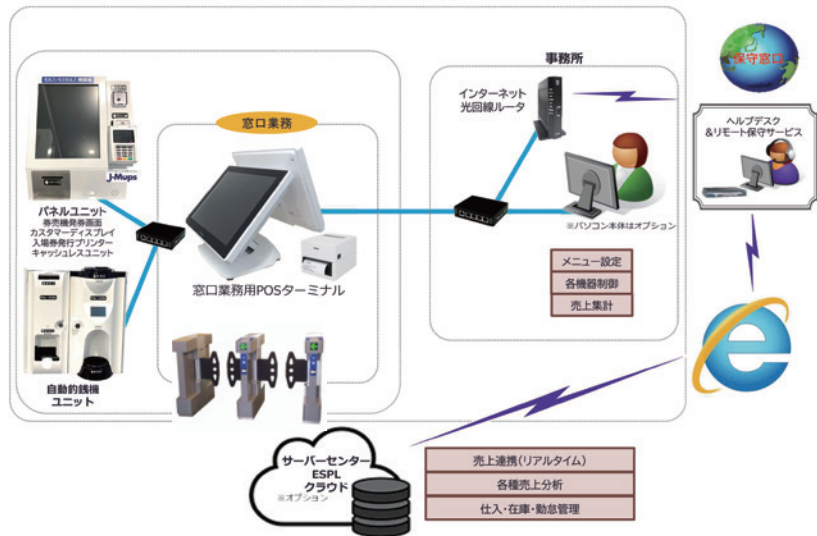 事務所
保守窓口
インターネット
光回線ルータ
窓口業務
ヘルプデスク
&リモート保守サービス
J-Mups
パネルユニット
券売機発券画面
カスタマーディスプレイ
入場券発行プリンター
キャッシュレスユニット
※パソコン本体はオプション
窓口業務用POSターミナル
メニュー設定
各機器制御
売上集計
自動釣銭機
ユニット
サーバーセンター
ESPL
クラウド
※オプション
売上連携(リアルタイム)
各種売上分析
仕入・在庫・勤怠管理